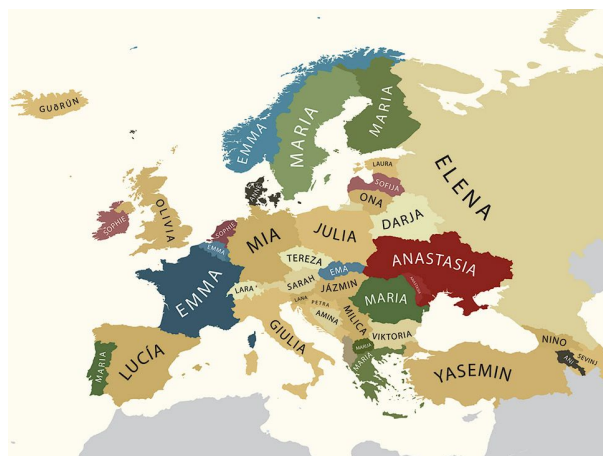 GUÐRÚN
EMMA
MARIA
MARIA
ELENA
LAURA
SOFIJA
ONA
DARJA
SOPHIE
OLIVIA
SOPHIE
EMMA
MIA
JULIA
ANASTASIA
TEREZA
EMA
EMMA
LARA
SARAH
JÁZMIN
MARIA
LANA
PETRA
AMINA
MILICA
VIKTORIA
GIULIA
MARIJA
MARIA
MARIA
LUCÍA
YASEMIN
NINO
SEVINJ
ANI